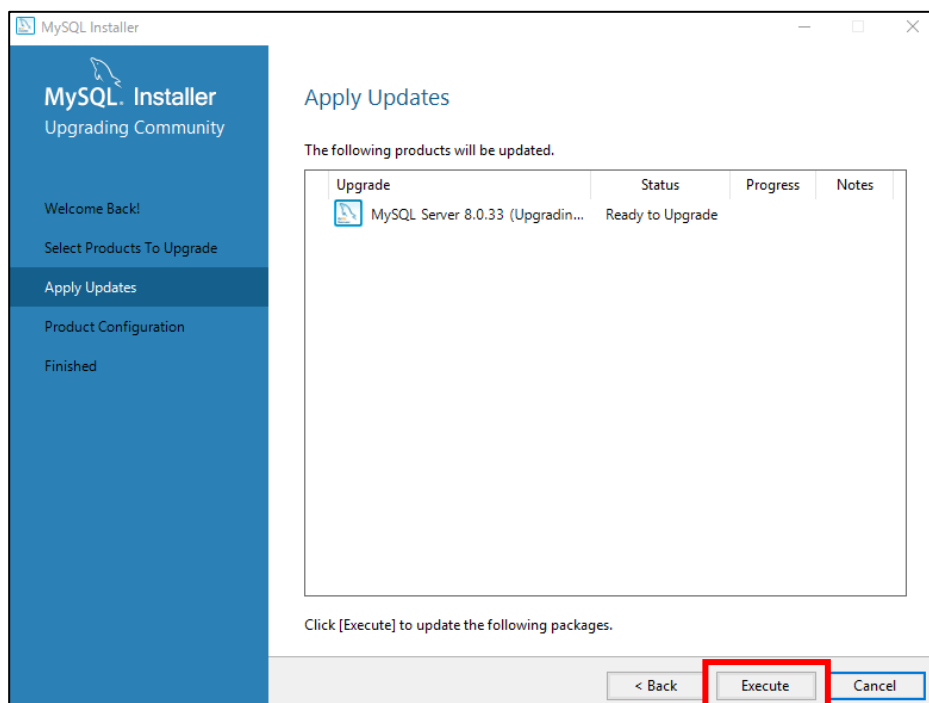 MySQL Installer
MySQL. Installer
Upgrading Community
Welcome Back!
Select Products To Upgrade
Apply Updates
Product Configuration
Finished
Apply Updates
The following products will be updated.
Upgrade Status Progress Notes
MySQL Server 8.0.33 (Upgradin... Ready to Upgrade
Click [Execute] to update the following packages.
< Back Execute Cancel